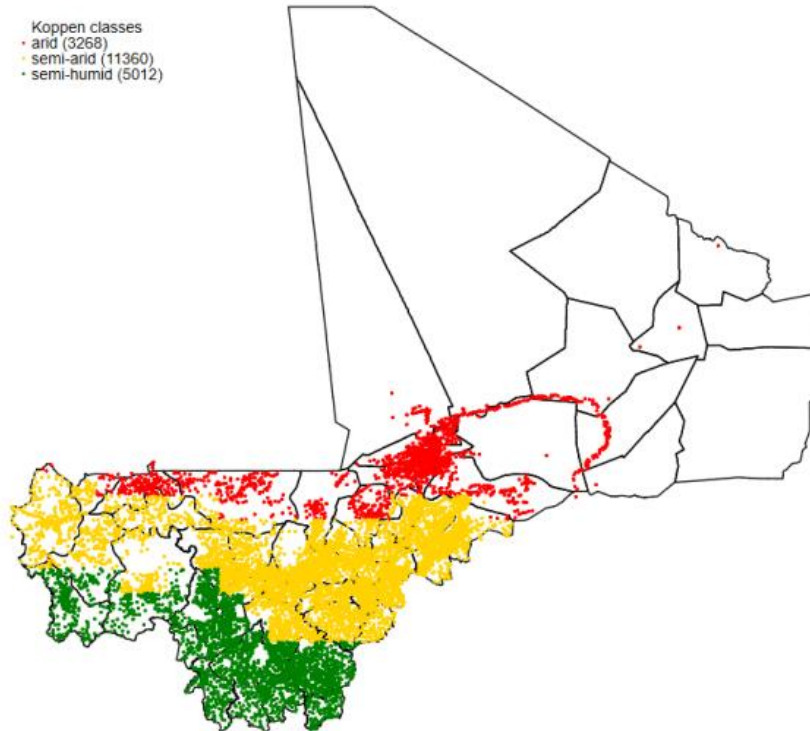 Koppen classes
arid (3268)
semi-arid (11360)
semi-humid (5012)